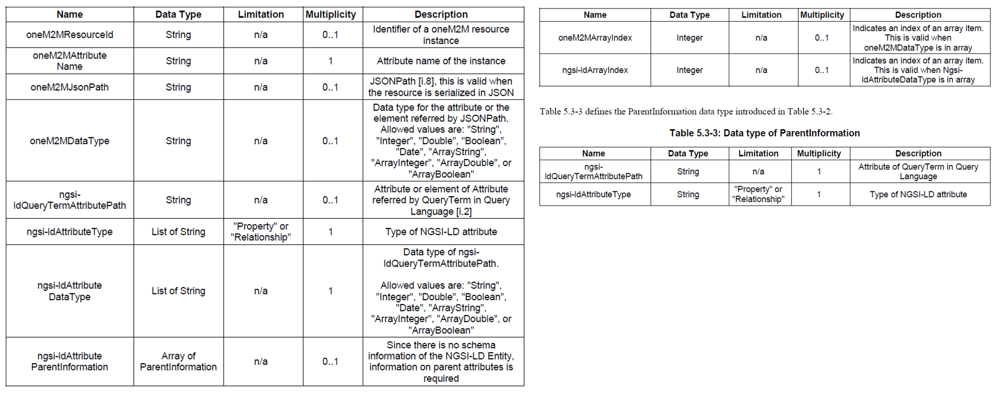 Name Data Type Limitation Multiplicity Description
oneM2MResourceId String n/a 0..1 Identifier of a oneM2M resource
instance
oneM2MAttribute
Name String n/a 1 Attribute name of the instance
oneM2MJsonPath String n/a 0..1 JSONPath [i.8], this is valid when
the resource is serialized in JSON
oneM2MDataType String n/a 0..1 Data type for the attribute or the
element referred by JSONPath.
Allowed values are: "String",
"Integer", "Double", "Boolean",
"Date", "ArrayString",
"ArrayInteger", "ArrayDouble", or
"ArrayBoolean"
ngsi-
ldQueryTermAttributePath String n/a 0..1 Attribute or element of Attribute
referred by QueryTerm in Query
Language [i.2]
ngsi-ldAttributeType List of String "Property" or
"Relationship" 1 Type of NGSI-LD attribute
ngsi-ldAttribute
DataType List of String n/a 1 Data type of ngsi-
ldQueryTermAttributePath.
Allowed values are: "String",
"Integer", "Double", "Boolean",
"Date", "ArrayString",
"ArrayInteger", "ArrayDouble", or
"ArrayBoolean"
ngsi-ldAttribute
ParentInformation Array of
ParentInformation n/a 0..1 Since there is no schema
information of the NGSI-LD Entity,
information on parent attributes is
required
Name Data Type Limitation Multiplicity Description
oneM2MArrayIndex Integer n/a 0..1 Indicates an index of an array item.
This is valid when
oneM2MDataType is in array
ngsi-ldArrayIndex Integer n/a 0..1 Indicates an index of an array item.
This is valid when Ngsi-
ldAttributeDataType is in array
Table 5.3-3 defines the ParentInformation data type introduced in Table 5.3-2.
Table 5.3-3: Data type of ParentInformation
Name Data Type Limitation Multiplicity Description
ngsi-
ldQueryTermAttributePath String n/a 1 Attribute of QueryTerm in Query
Language
ngsi-ldAttributeType String "Property" or
"Relationship" 1 Type of NGSI-LD attribute